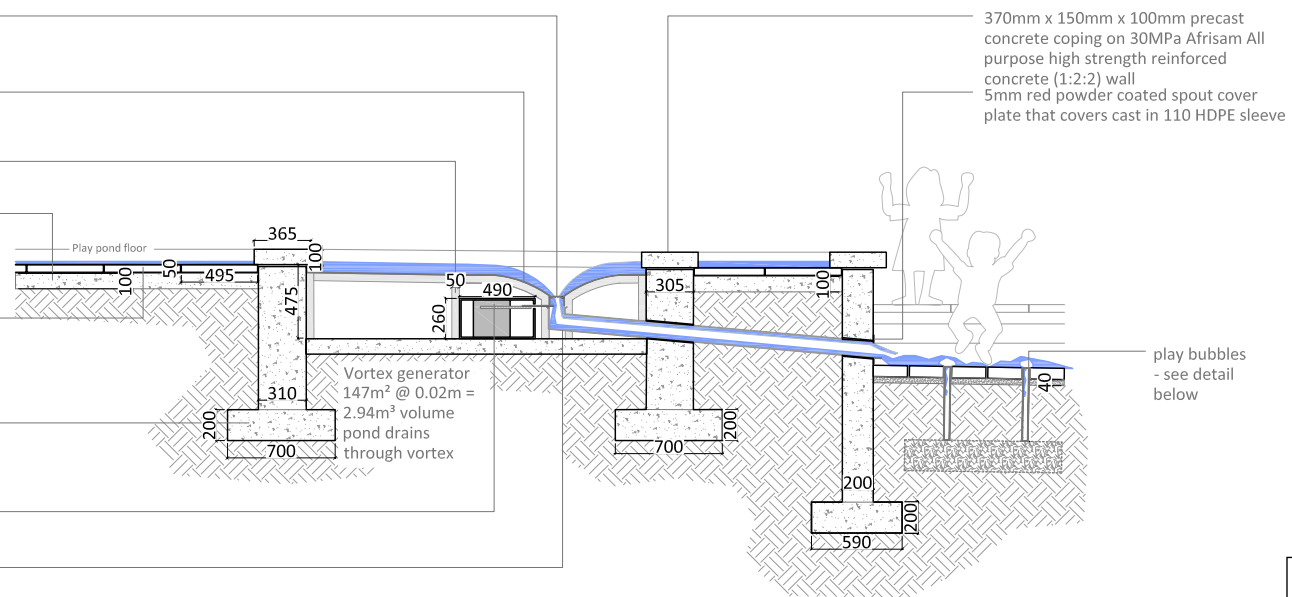 370mm x 150mm x 100mm precast
concrete coping on 30MPa Afrisam All
purpose high strength reinforced
concrete (1:2:2) wall
5mm red powder coated spout cover
plate that covers cast in 110 HDPE sleeve
365
Play pond floor
100
50
495
100
475
50
490
260
305
100
play bubbles
- see detail
below
40
Vortex generator
147m² @ 0.02m =
2.94m³ volume
pond drains
through vortex
310
200
700
200
700
200
200
590